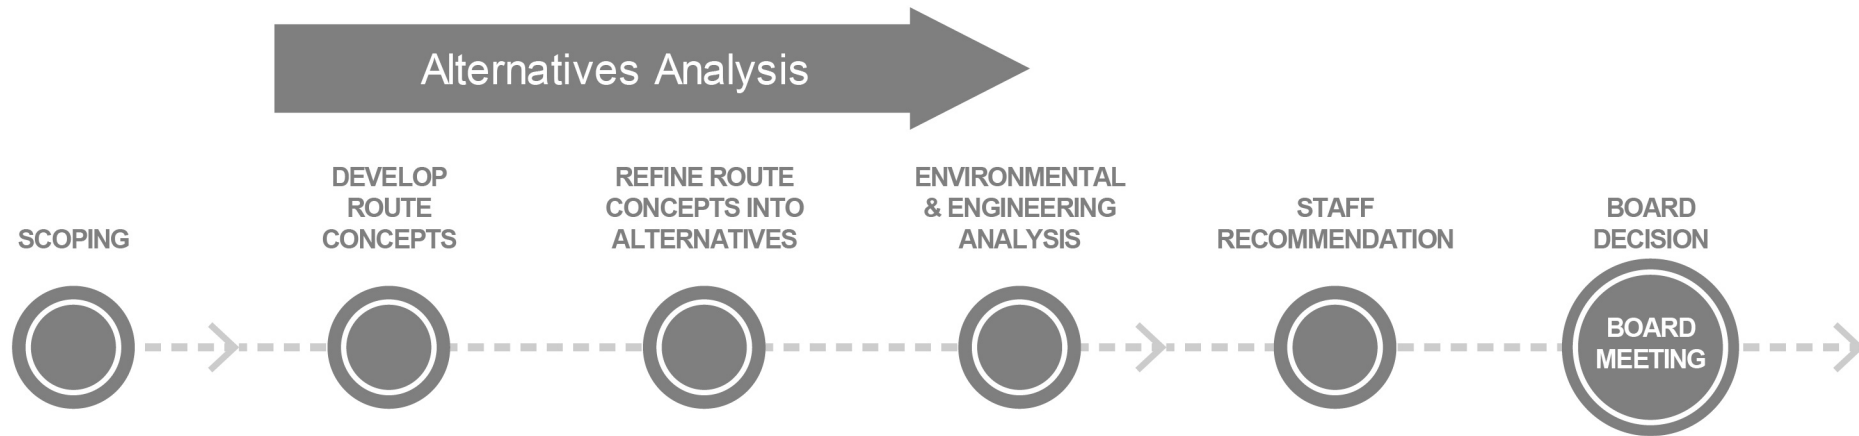 Alternatives Analysis
SCOPING
DEVELOP
ROUTE
CONCEPTS
REFINE ROUTE
CONCEPTS INTO
ALTERNATIVES
ENVIRONMENTAL
& ENGINEERING
ANALYSIS
STAFF
RECOMMENDATION
BOARD
DECISION
BOARD
MEETING